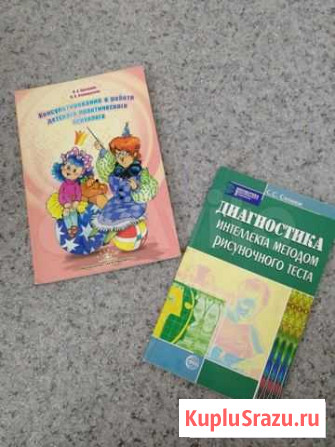 Консультирование в работе
детского практического
психолога
ДИАГНОСТИКА
ИНТЕЛЛЕКТА МЕТОДОМ
РИСУНОЧНОГО ТЕСТА
KupluSrazu.ru